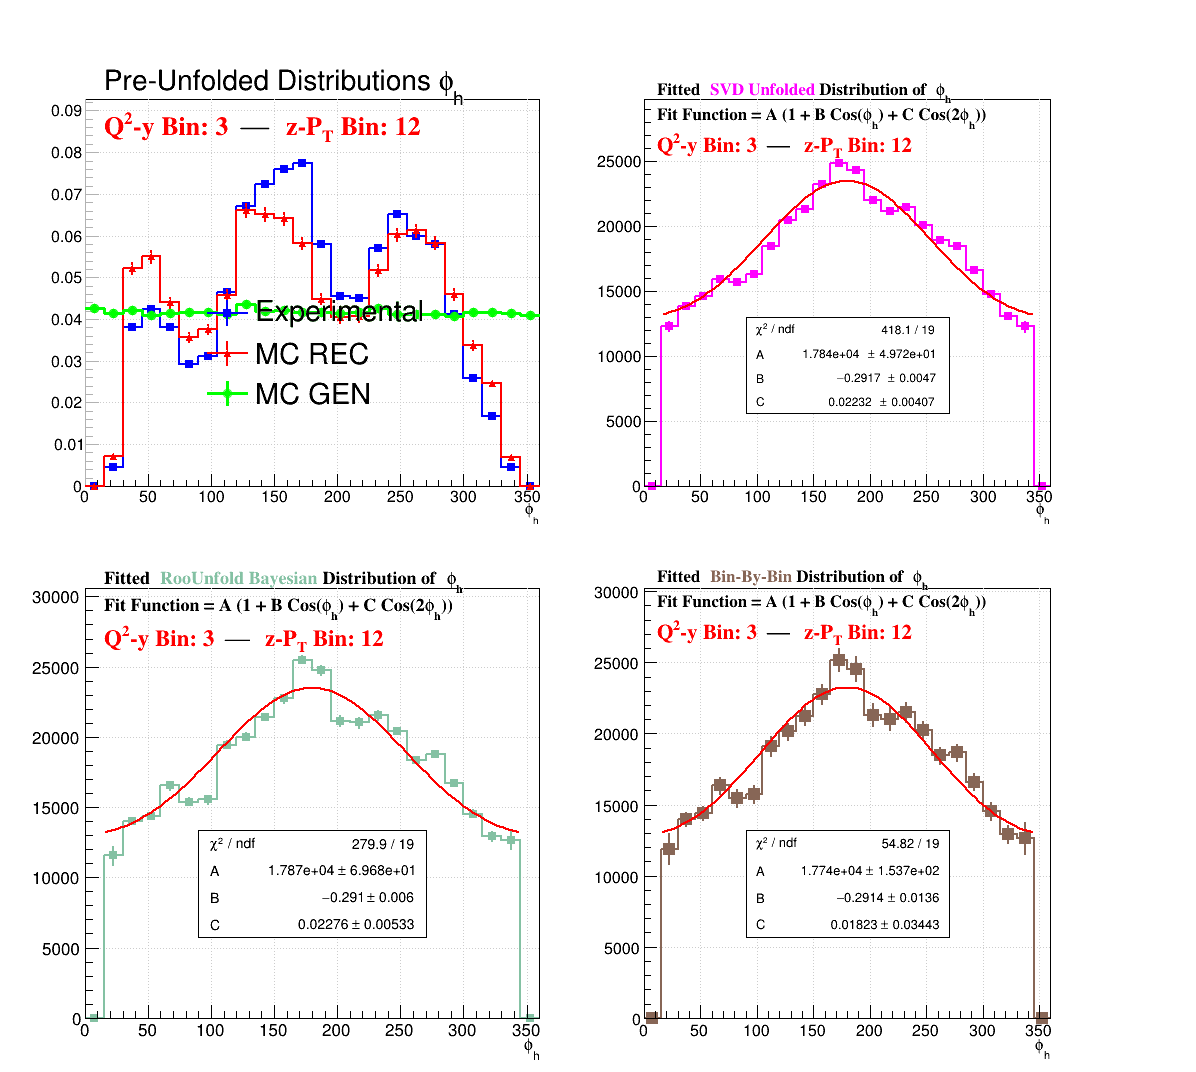 Pre-Unfolded Distributions ϕh
Q2-y Bin: 3 — z-PT Bin: 12
0.09
0.08
0.07
0.06
0.05
0.04
0.03
0.02
0.01
0
Experimental
MC REC
MC GEN
0 50 100 150 200 250 300 350
ϕh
Fitted SVD Unfolded Distribution of ϕh
Fit Function = A (1 + B Cos(ϕh) + C Cos(2ϕh))
Q2-y Bin: 3 — z-PT Bin: 12
25000
20000
15000
10000
5000
0
χ2 / ndf 418.1 / 19
A 1.784e+04 ± 4.972e+01
B −0.2917 ± 0.0047
C 0.02232 ± 0.00407
0 50 100 150 200 250 300 350
ϕh
Fitted RooUnfold Bayesian Distribution of ϕh
Fit Function = A (1 + B Cos(ϕh) + C Cos(2ϕh))
Q2-y Bin: 3 — z-PT Bin: 12
30000
25000
20000
15000
10000
5000
0
χ2 / ndf 279.9 / 19
A 1.787e+04 ± 6.968e+01
B −0.291 ± 0.006
C 0.02276 ± 0.00533
0 50 100 150 200 250 300 350
ϕh
Fitted Bin-By-Bin Distribution of ϕh
Fit Function = A (1 + B Cos(ϕh) + C Cos(2ϕh))
Q2-y Bin: 3 — z-PT Bin: 12
30000
25000
20000
15000
10000
5000
0
χ2 / ndf 54.82 / 19
A 1.774e+04 ± 1.537e+02
B −0.2914 ± 0.0136
C 0.01823 ± 0.03443
0 50 100 150 200 250 300 350
ϕh